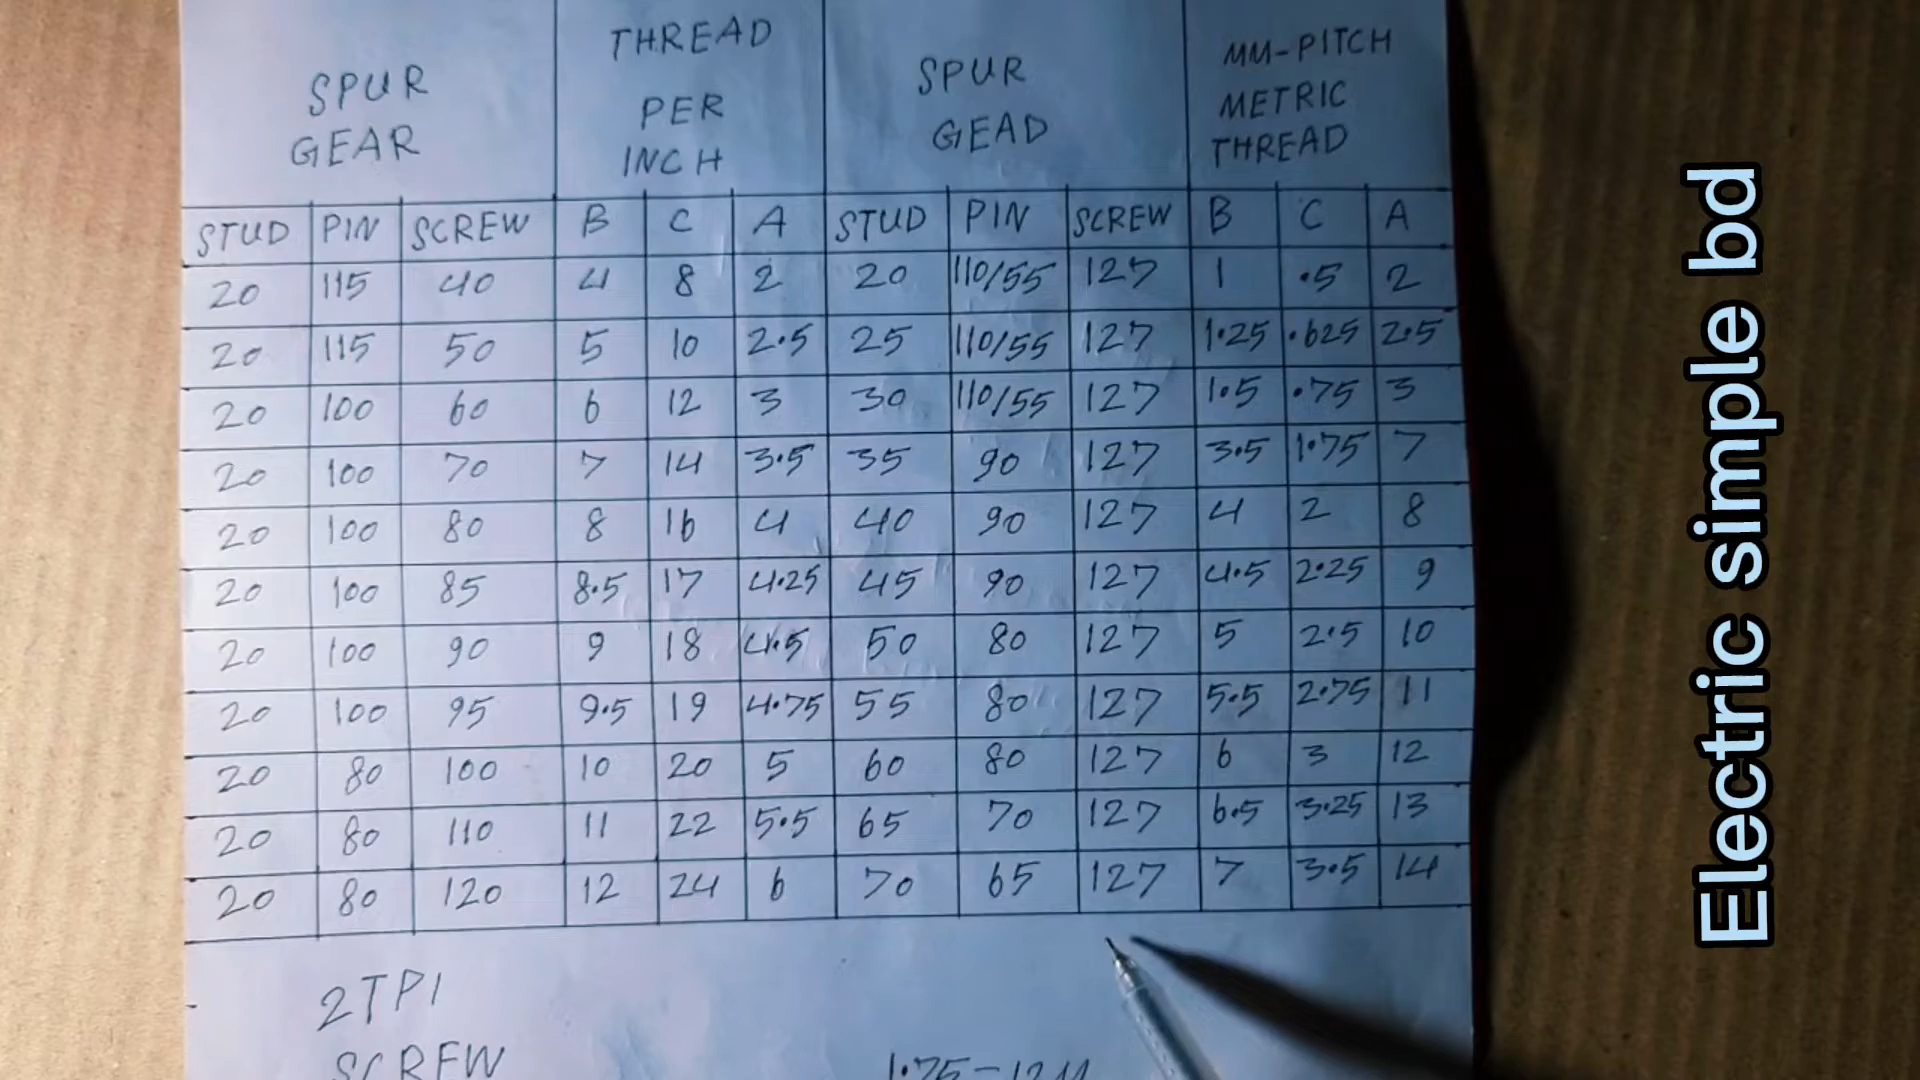 SPUR GEAR THREAD PER INCH SPUR GEAD MM-PITCH METRIC THREAD
STUD PIN SCREW B C A STUD PIN SCREW B C A
20 115 40 4 8 2 20 110/55 127 1 .5 2
20 115 50 5 10 2.5 25 110/55 127 1.25 .625 2.5
20 100 60 6 12 3 30 110/55 127 1.5 .75 3
20 100 70 7 14 3.5 35 90 127 3.5 1.75 7
20 100 80 8 16 4 40 90 127 4 2 8
20 100 85 8.5 17 4.25 45 90 127 4.5 2.25 9
20 100 90 9 18 4.5 50 80 127 5 2.5 10
20 100 95 9.5 19 4.75 55 80 127 5.5 2.75 11
20 80 100 10 20 5 60 80 127 6 3 12
20 80 110 11 22 5.5 65 70 127 6.5 3.25 13
20 80 120 12 24 6 70 65 127 7 3.5 14
2TPI
SCREW
Electric simple bd